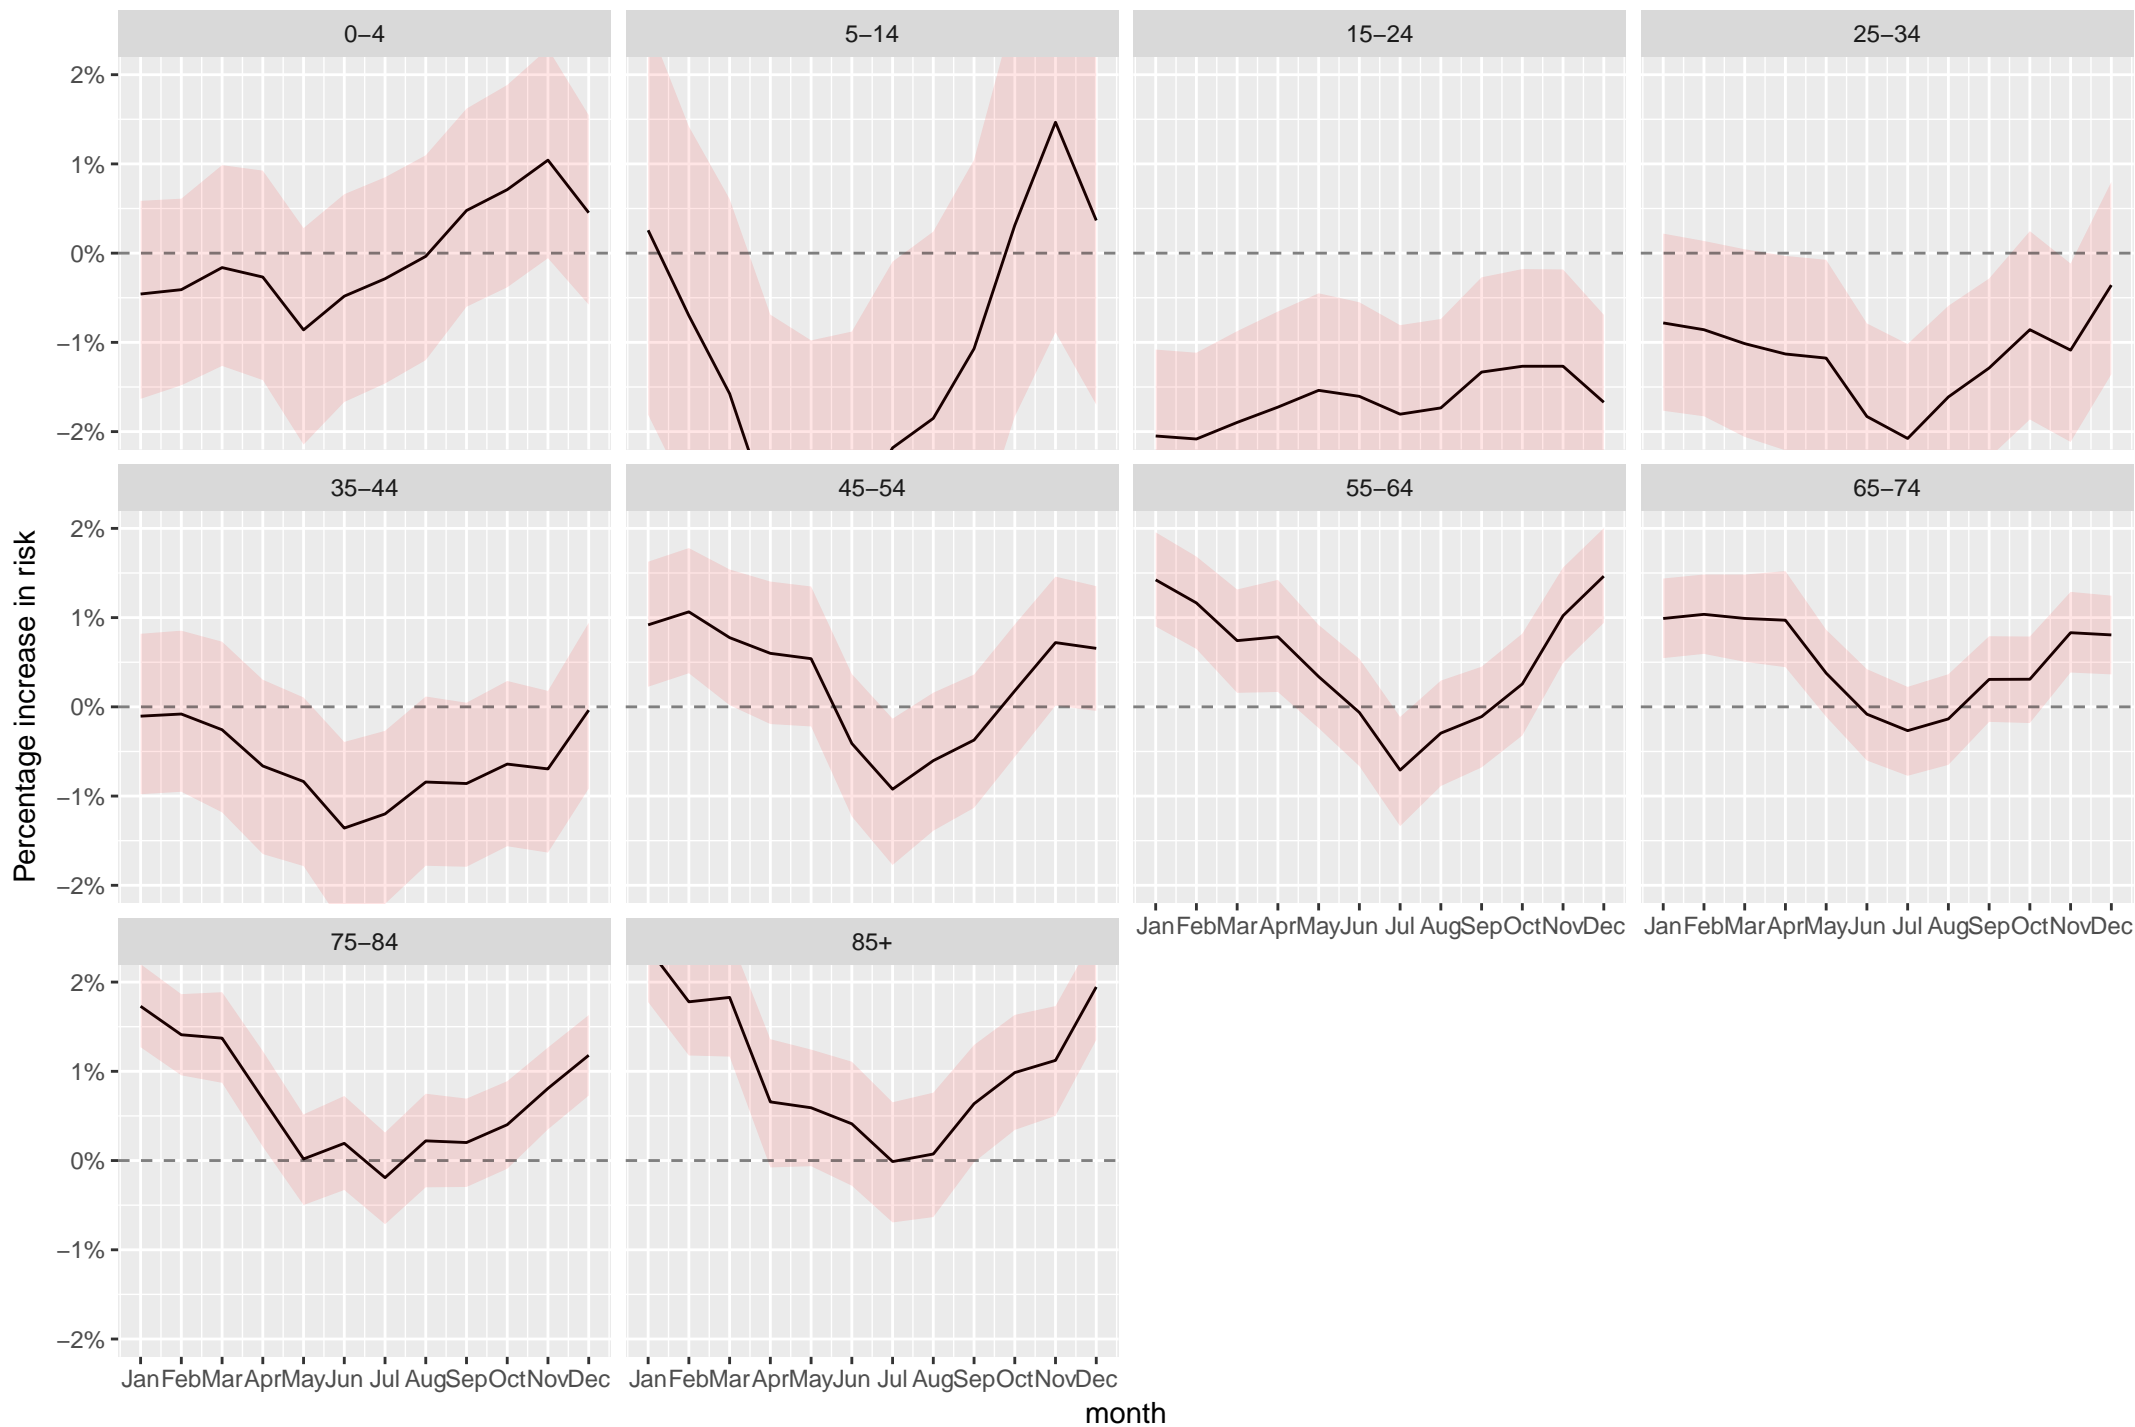 0–4 5–14 15–24 25–34
2%
1%
0%
−1%
−2%
35–44 45–54 55–64 65–74
2%
1%
0%
−1%
−2%
Jan Feb Mar Apr May Jun Jul Aug Sep Oct Nov Dec Jan Feb Mar Apr May Jun Jul Aug Sep Oct Nov Dec
75–84 85+
2%
1%
0%
−1%
−2%
Jan Feb Mar Apr May Jun Jul Aug Sep Oct Nov Dec Jan Feb Mar Apr May Jun Jul Aug Sep Oct Nov Dec
month
Percentage increase in risk